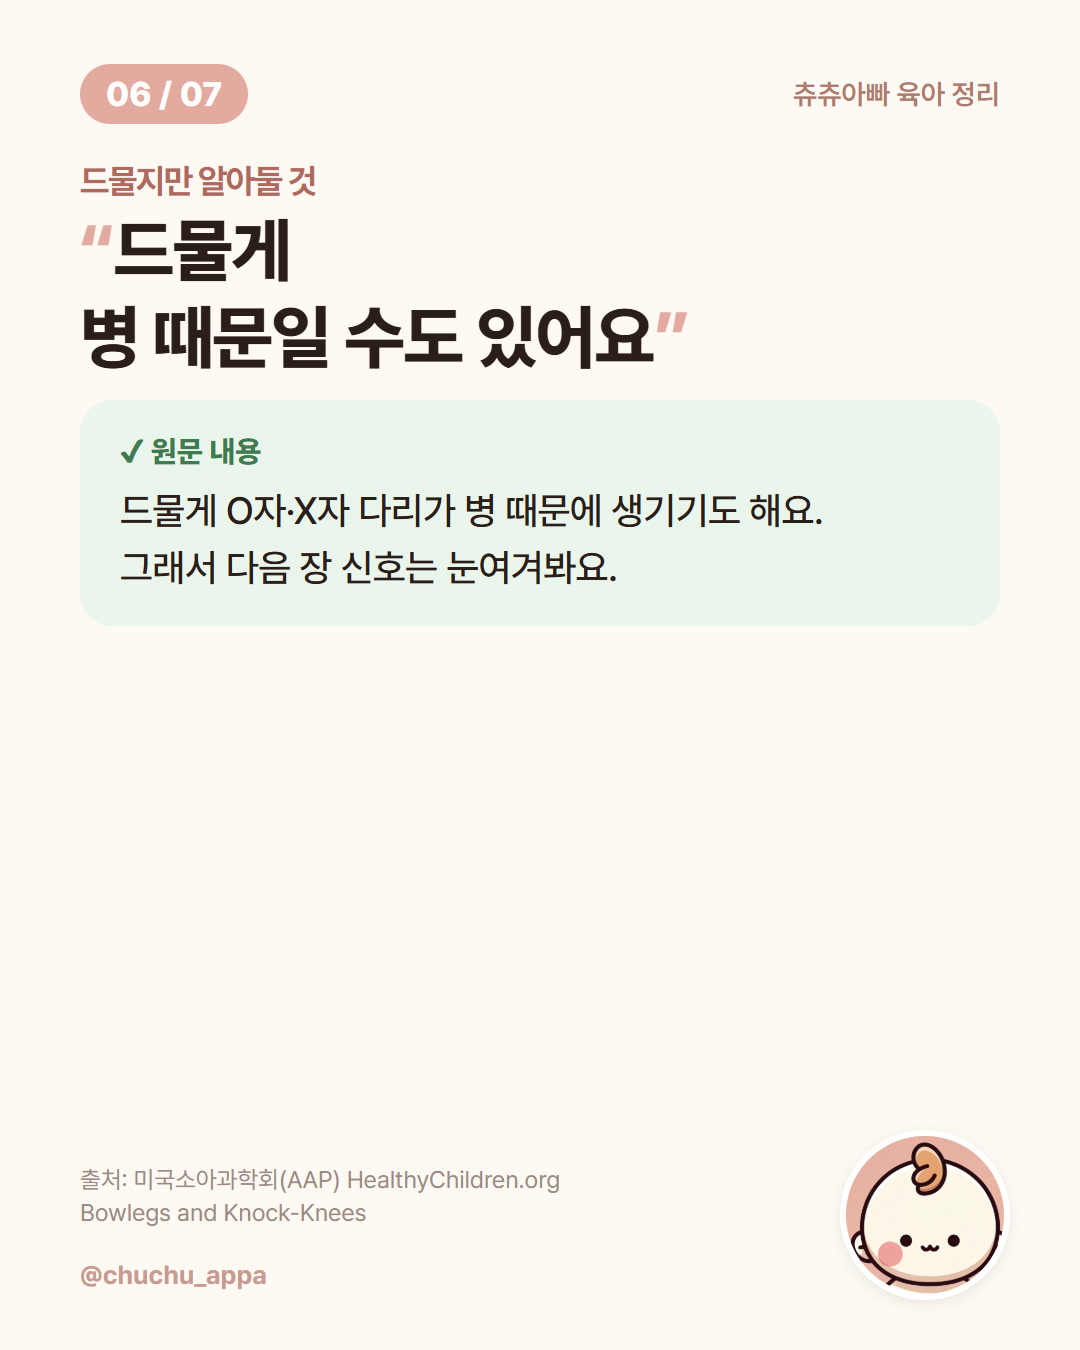 06 / 07
츄츄아빠 육아 정리
드물지만 알아둘 것
“드물게
병 때문일 수도 있어요”
✓ 원문 내용
드물게 O자·X자 다리가 병 때문에 생기기도 해요.
그래서 다음 장 신호는 눈여겨봐요.
출처: 미국소아과학회(AAP) HealthyChildren.org
Bowlegs and Knock-Knees
@chuchu_appa